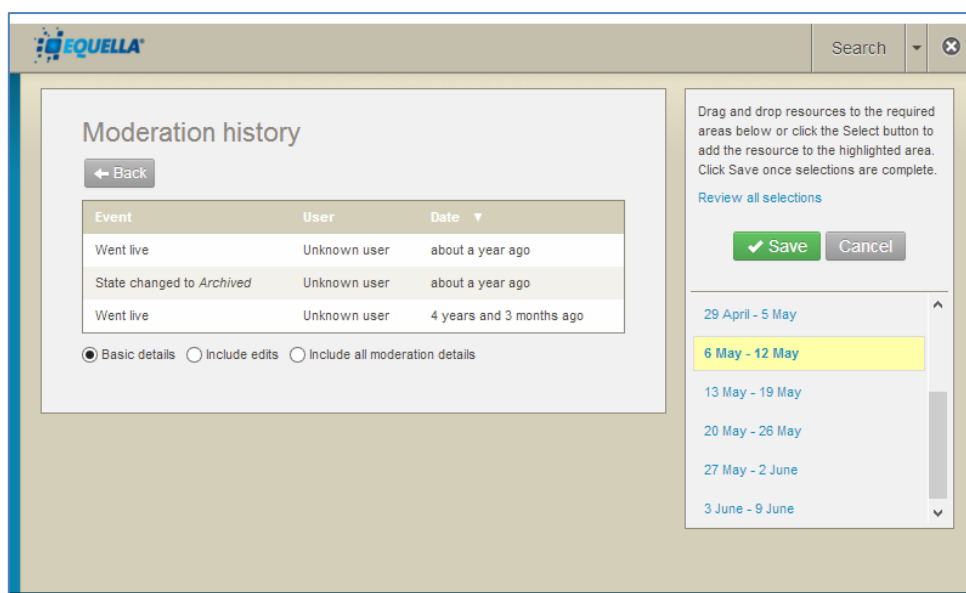 EQUELLA®
Search
Moderation history
Back
Event User Date ▼
Went live Unknown user about a year ago
State changed to Archived Unknown user about a year ago
Went live Unknown user 4 years and 3 months ago
Basic details Include edits Include all moderation details
Drag and drop resources to the required
areas below or click the Select button to
add the resource to the highlighted area.
Click Save once selections are complete.
Review all selections
Save Cancel
29 April - 5 May
6 May - 12 May
13 May - 19 May
20 May - 26 May
27 May - 2 June
3 June - 9 June